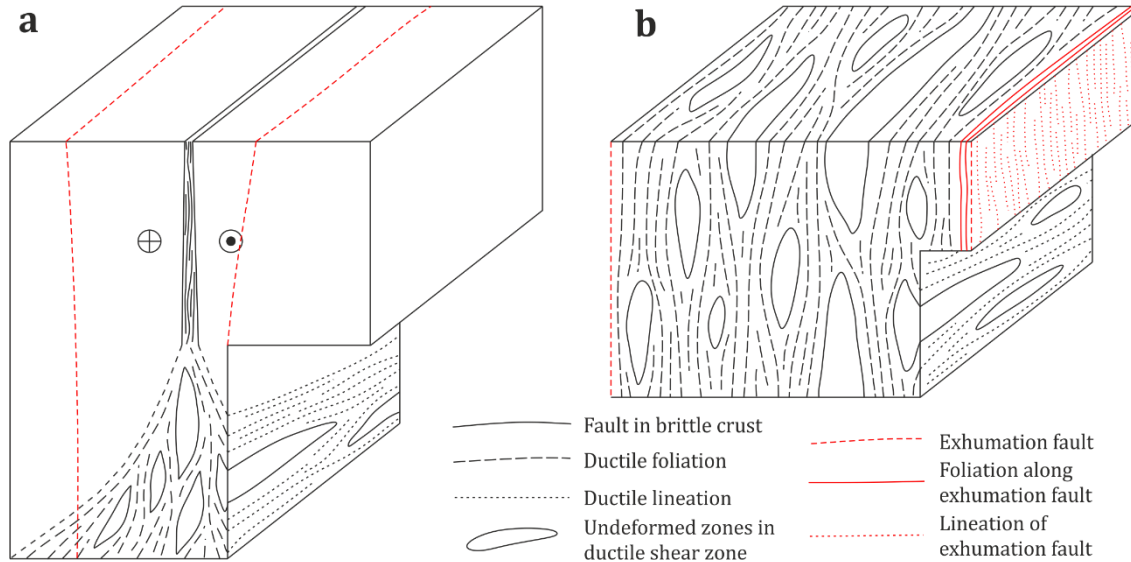 a
b
Fault in brittle crust
Ductile foliation
Ductile lineation
Undeformed zones in
ductile shear zone
Exhumation fault
Foliation along
exhumation fault
Lineation of
exhumation fault